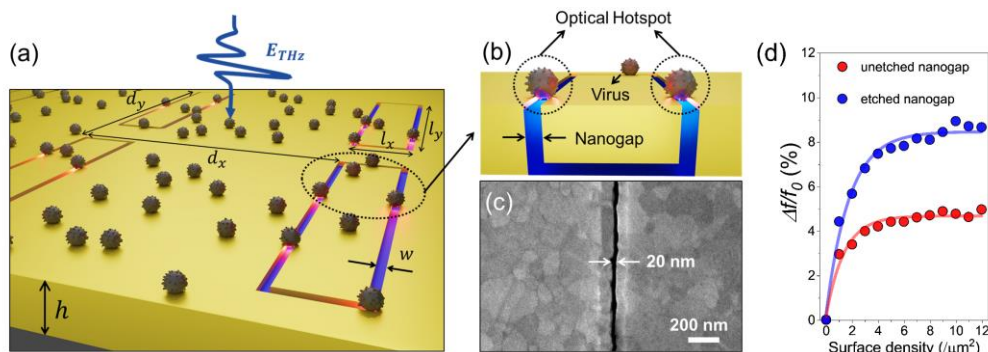 (a)
E_THz
d_y
d_x
l_x
l_y
w
h
Optical Hotspot
(b)
Virus
Nanogap
(c)
20 nm
200 nm
(d)
unetched nanogap
etched nanogap
Δf/f₀ (%)
12
10
8
6
4
2
0
0 2 4 6 8 10 12
Surface density (/μm²)